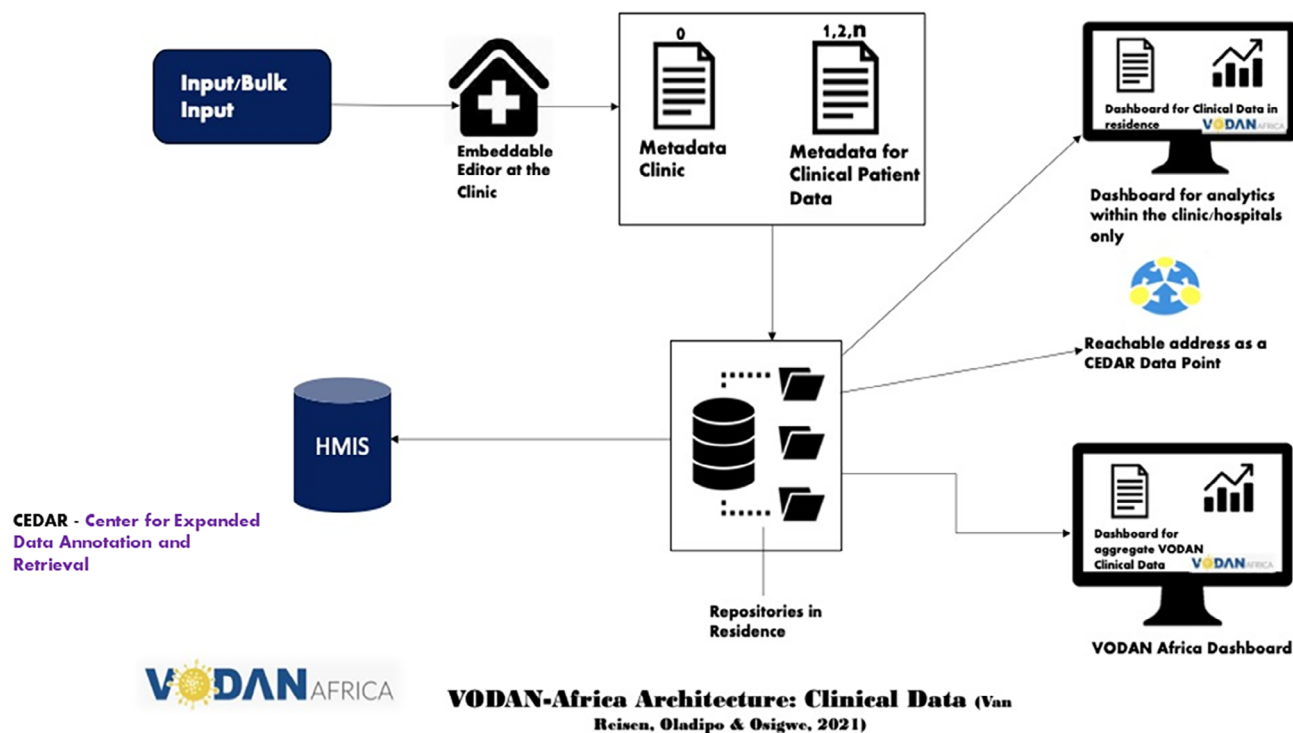 Input/Bulk
Input
Embeddable
Editor at the
Clinic
0
Metadata
Clinic
1,2,n
Metadata for
Clinical Patient
Data
Dashboard for Clinical Data in
residence
VODAN AFRICA
Dashboard for analytics
within the clinic/hospitals
only
Reachable address as a
CEDAR Data Point
HMIS
CEDAR - Center for Expanded
Data Annotation and
Retrieval
Repositories in
Residence
Dashboard for
aggregate VODAN
Clinical Data
VODAN AFRICA
VODAN Africa Dashboard
VODAN AFRICA
VODAN-Africa Architecture: Clinical Data (Van
Reisen, Oladipo & Osigwe, 2021)